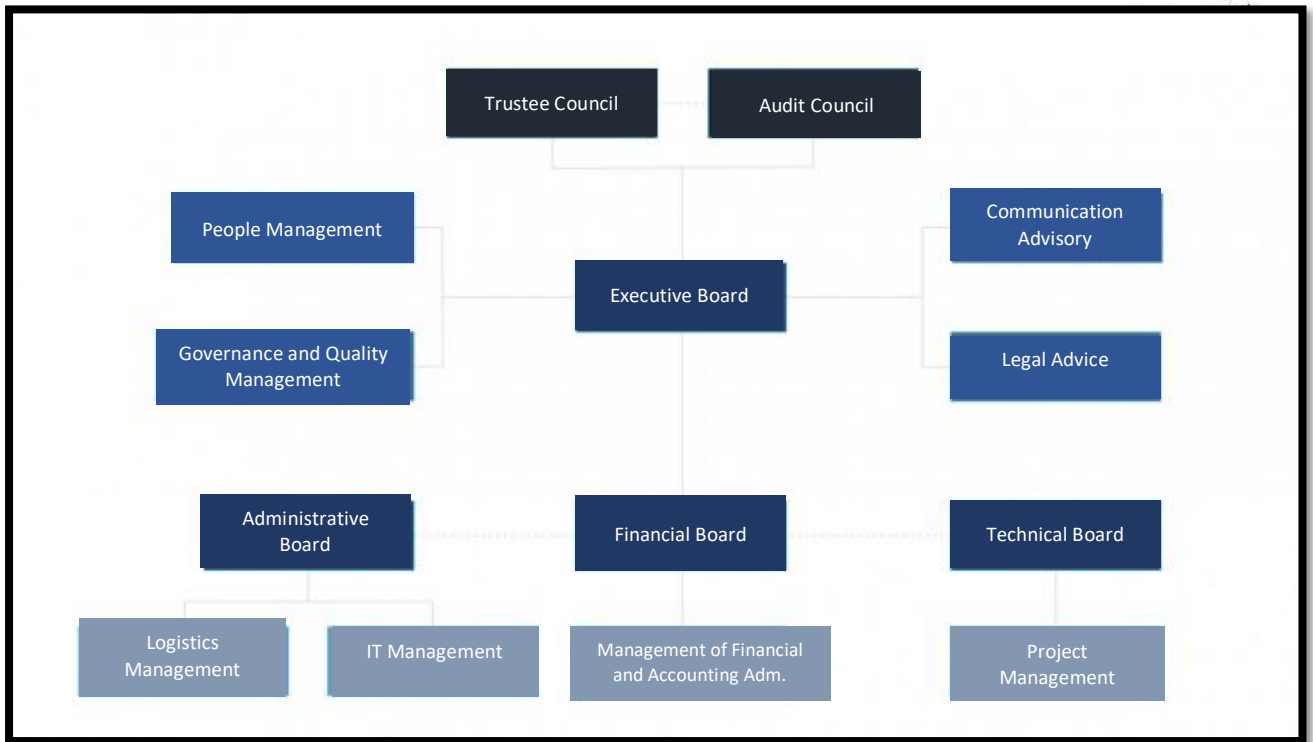 Trustee Council
Audit Council
People Management
Communication
Advisory
Executive Board
Governance and Quality
Management
Legal Advice
Administrative
Board
Financial Board
Technical Board
Logistics
Management
IT Management
Management of Financial
and Accounting Adm.
Project
Management